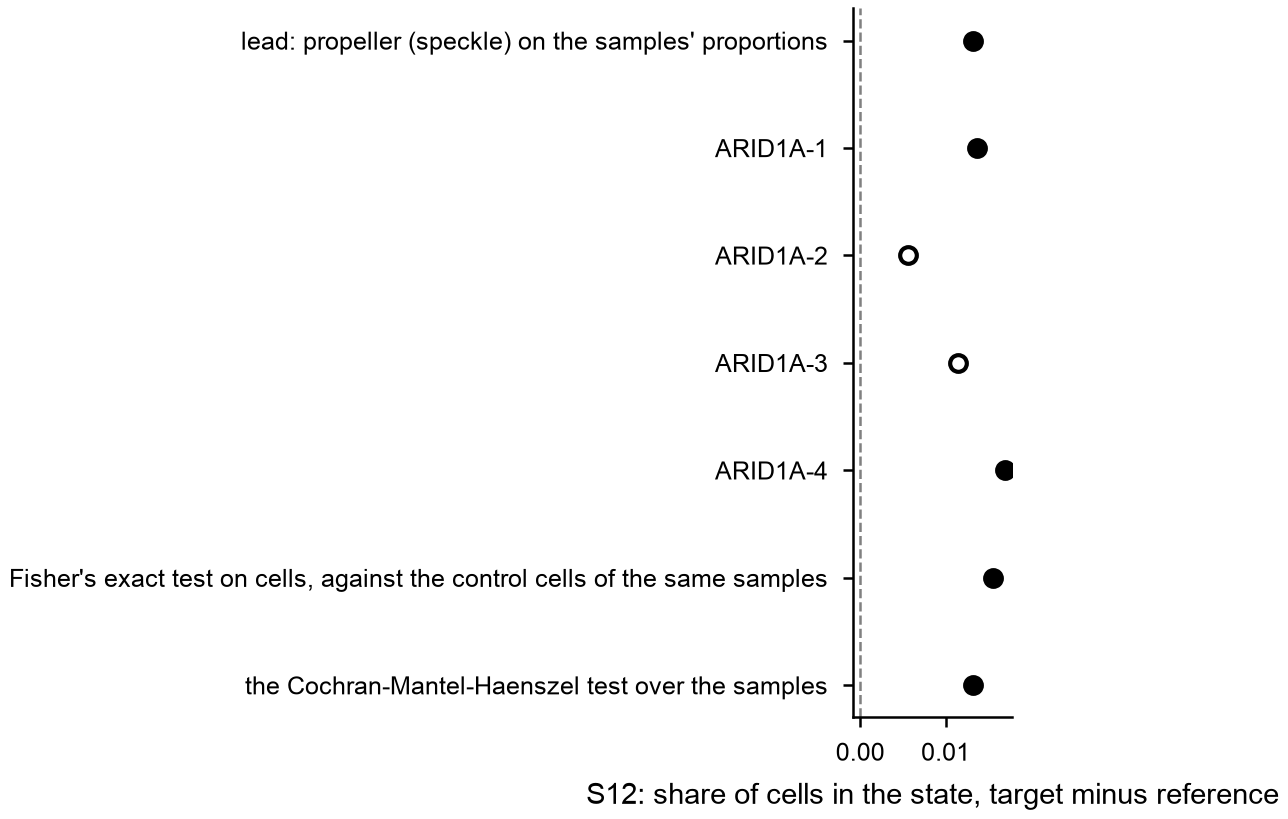 lead: propeller (speckle) on the samples' proportions
ARID1A-1
ARID1A-2
ARID1A-3
ARID1A-4
Fisher's exact test on cells, against the control cells of the same samples
the Cochran-Mantel-Haenszel test over the samples
0.00 0.01
S12: share of cells in the state, target minus reference